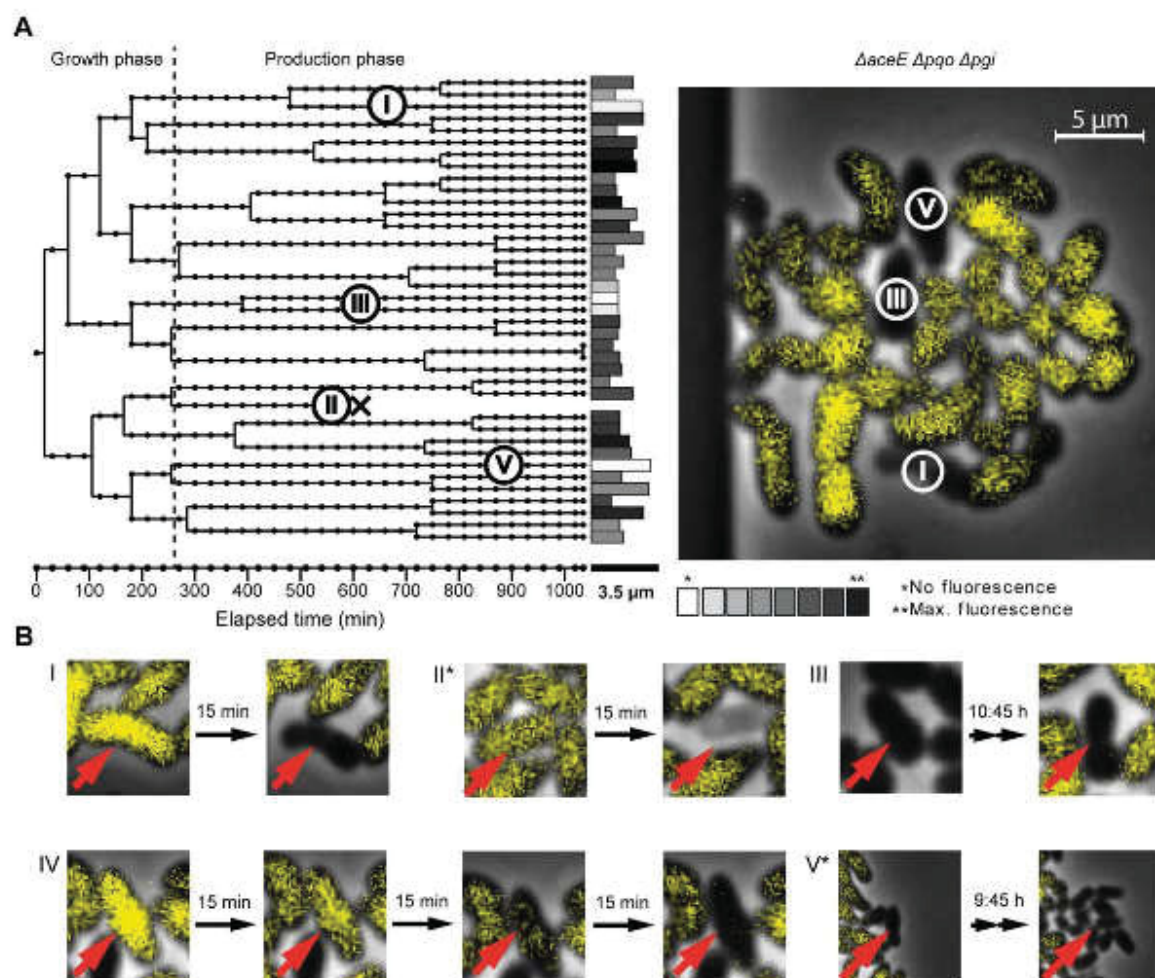 A
Growth phase
Production phase
ΔaceE Δpqo Δpgi
5 µm
I
V
III
III
II
V
I
0 100 200 300 400 500 600 700 800 900 1000
3.5 µm
Elapsed time (min)
*
**
*No fluorescence
**Max. fluorescence
B
I
15 min
II*
15 min
III
10:45 h
IV
15 min
15 min
15 min
V*
9:45 h